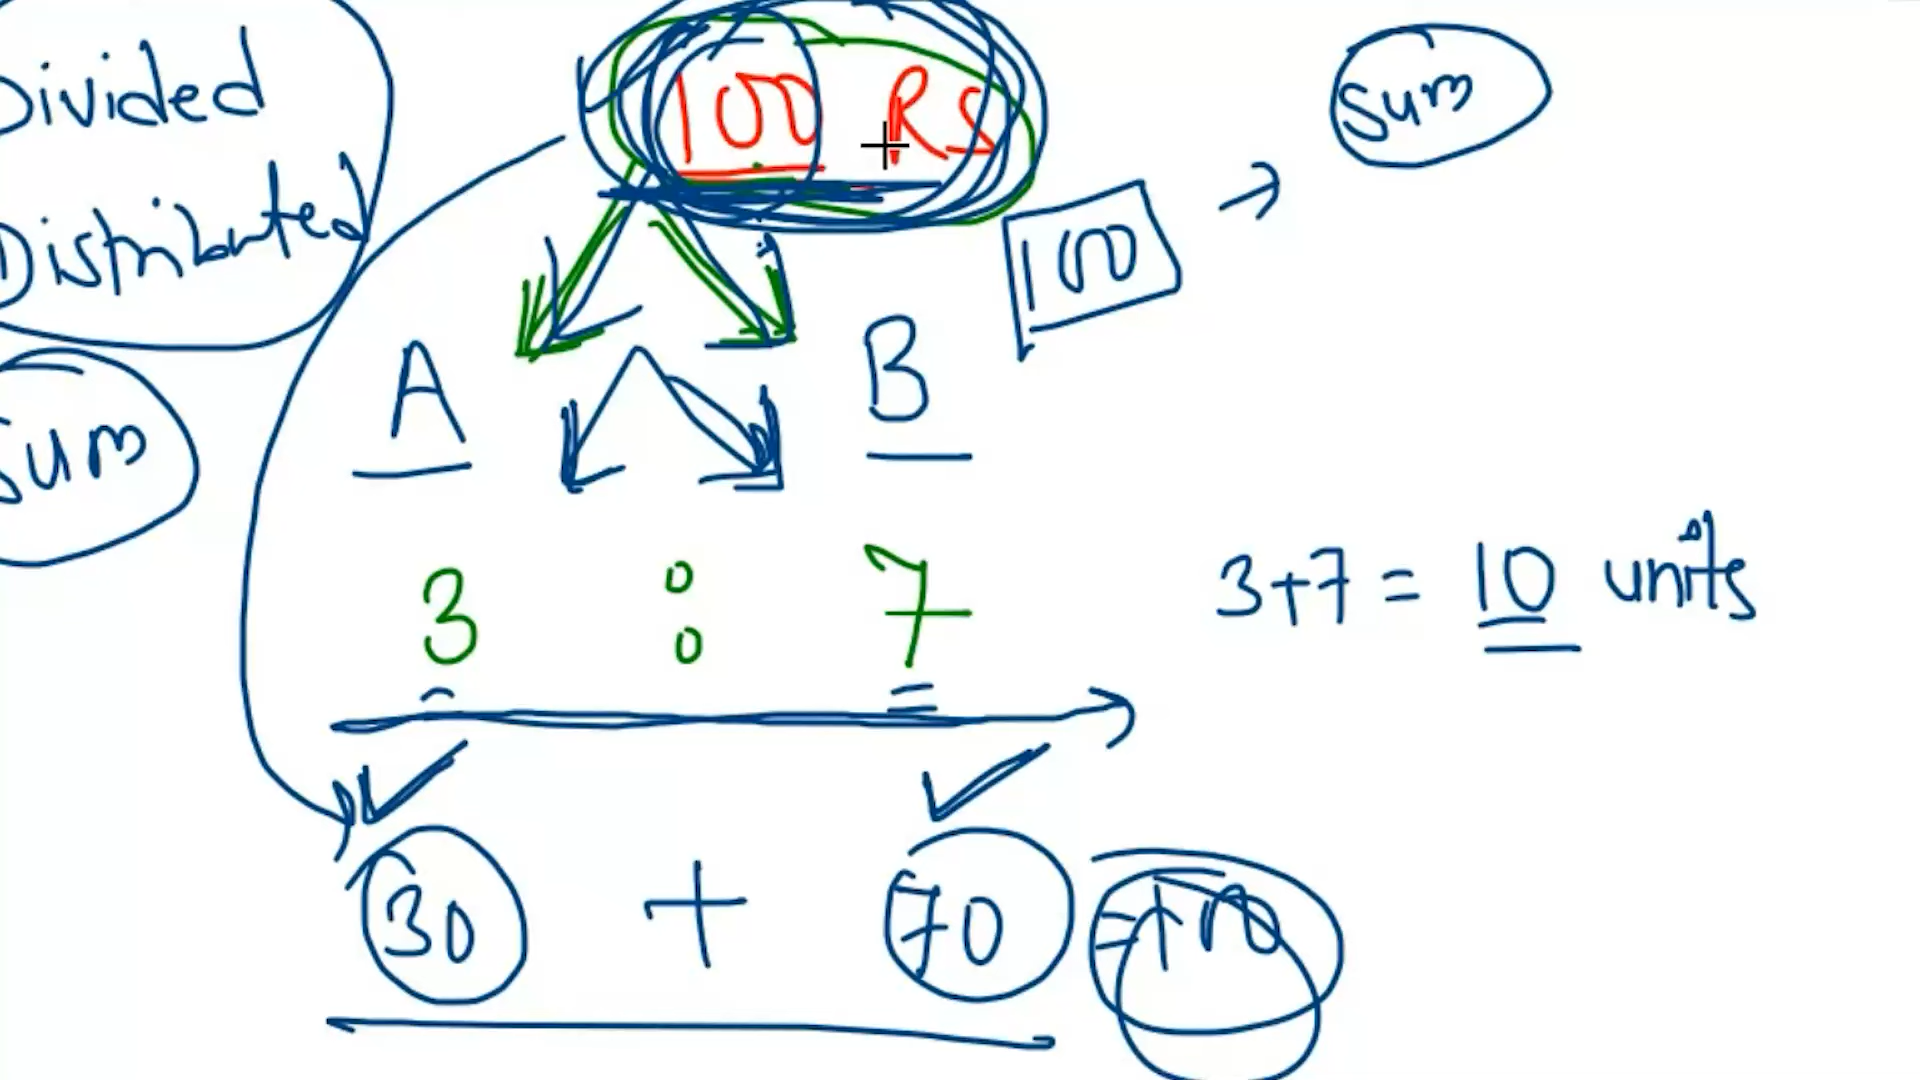 Divided
Distributed
Sum
100 RS
A B
100 → Sum
3 : 7
3+7 = 10 units
30 + 70 = 100